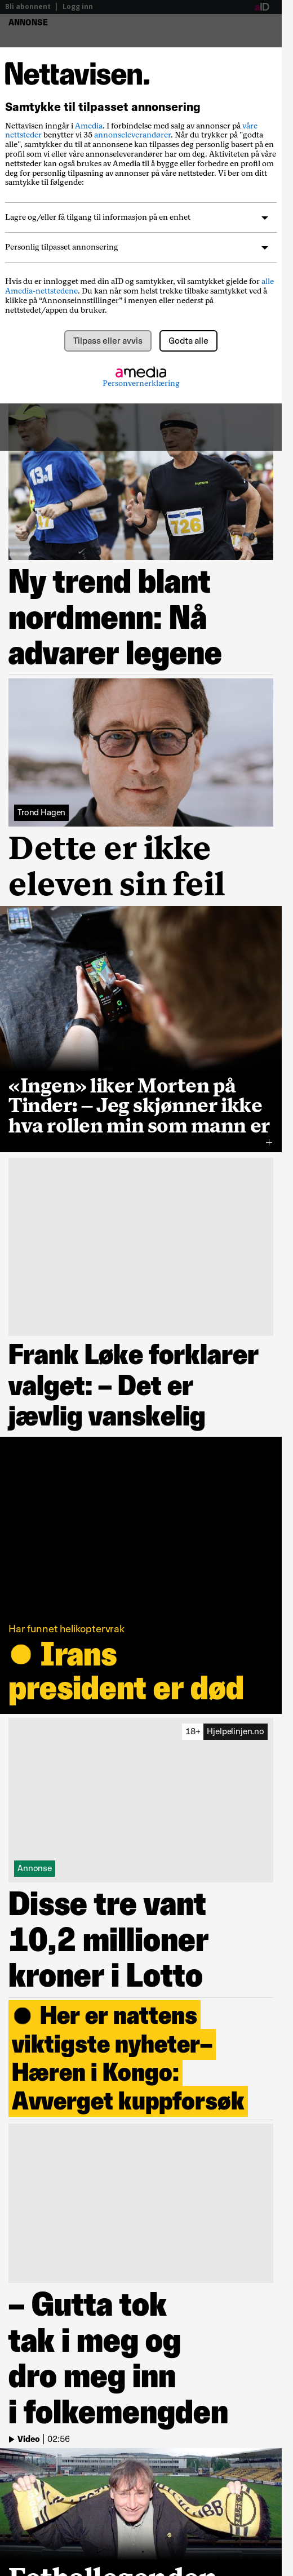 Bli abonnent | Logg inn
aID
ANNONSE
Nettavisen.
Samtykke til tilpasset annonsering
Nettavisen inngår i Amedia. I forbindelse med salg av annonser på våre
nettsteder benytter vi 35 annonseleverandører. Når du trykker på "godta
alle", samtykker du til at annonsene kan tilpasses deg personlig basert på en
profil som vi eller våre annonseleverandører har om deg. Aktiviteten på våre
nettsider kan også brukes av Amedia til å bygge eller forbedre en profil om
deg for personlig tilpasning av annonser på våre nettsteder. Vi ber om ditt
samtykke til følgende:
Lagre og/eller få tilgang til informasjon på en enhet
Personlig tilpasset annonsering
Hvis du er innlogget med din aID og samtykker, vil samtykket gjelde for alle
Amedia-nettstedene. Du kan når som helst trekke tilbake samtykket ved å
klikke på “Annonseinnstillinger” i menyen eller nederst på
nettstedet/appen du bruker.
Tilpass eller avvis
Godta alle
amedia
Personvernerklæring
13.1
726
Ny trend blant
nordmenn: Nå
advarer legene
Trond Hagen
Dette er ikke
eleven sin feil
«Ingen» liker Morten på
Tinder: – Jeg skjønner ikke
hva rollen min som mann er
+
Frank Løke forklarer
valget: – Det er
jævlig vanskelig
Har funnet helikoptervrak
● Irans
president er død
18+ Hjelpelinjen.no
Annonse
Disse tre vant
10,2 millioner
kroner i Lotto
● Her er nattens
viktigste nyheter–
Hæren i Kongo:
Avverget kuppforsøk
– Gutta tok
tak i meg og
dro meg inn
i folkemengden
Video | 02:56
Fotballegenden